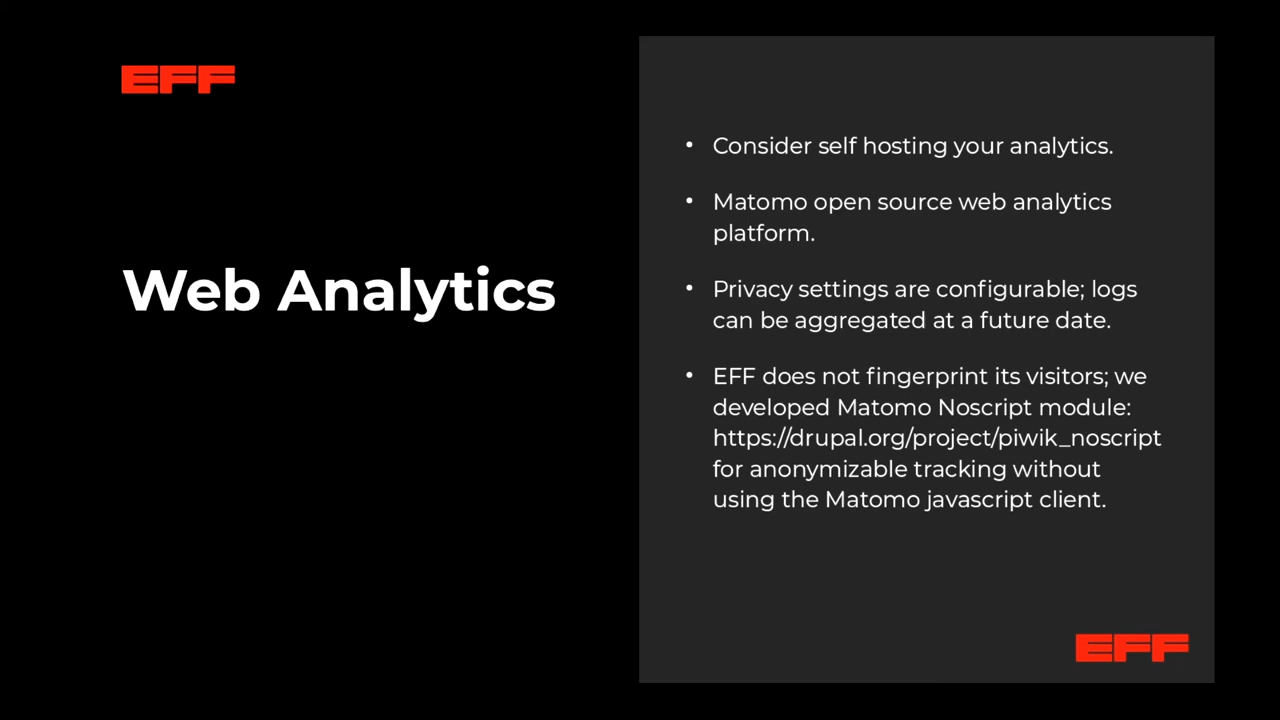 EFF
Web Analytics
• Consider self hosting your analytics.
• Matomo open source web analytics
platform.
• Privacy settings are configurable; logs
can be aggregated at a future date.
• EFF does not fingerprint its visitors; we
developed Matomo Noscript module:
https://drupal.org/project/piwik_noscript
for anonymizable tracking without
using the Matomo javascript client.
EFF